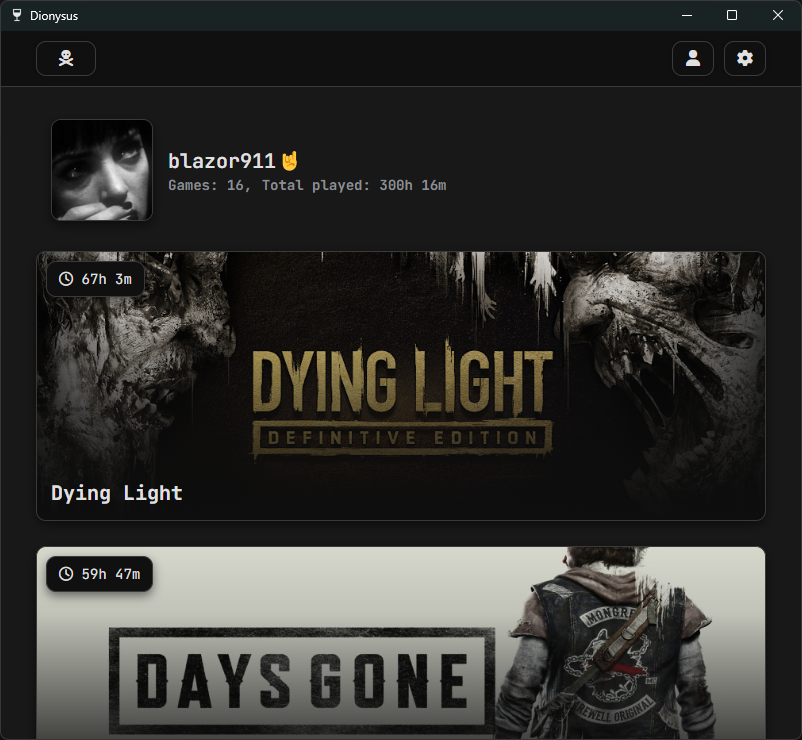 Dionysus
blazor911🤘
Games: 16, Total played: 300h 16m
67h 3m
DYING LIGHT
DEFINITIVE EDITION
Dying Light
59h 47m
MONGRE
DAYS GONE
FAREWELL ORIGINAL